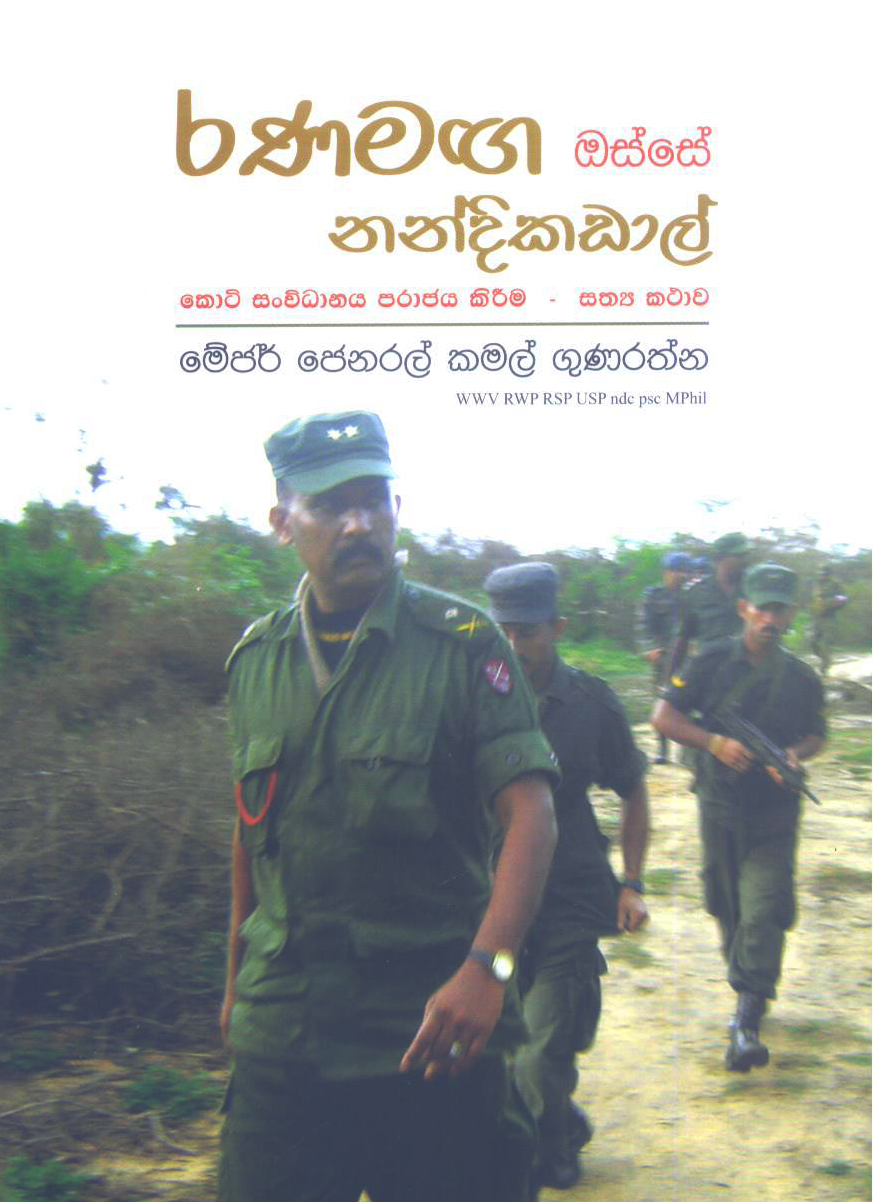 රණමඟ ඔස්සේ
නන්දිකඩාල්
කොටි සංවිධානය පරාජය කිරීම - සත්‍ය කථාව
මේජර් ජෙනරල් කමල් ගුණරත්න
WWV RWP RSP USP ndc psc MPhil